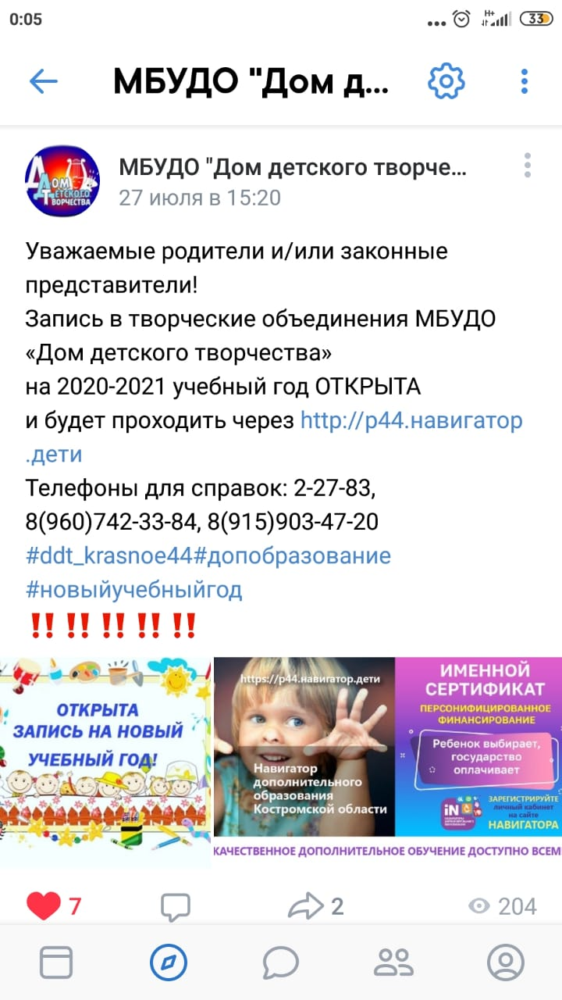 0:05
H+
33
МБУДО "Дом д...
ДОМ
ДЕТСКОГО
ТВОРЧЕСТВА
МБУДО "Дом детского творче...
27 июля в 15:20
Уважаемые родители и/или законные
представители!
Запись в творческие объединения МБУДО
«Дом детского творчества»
на 2020-2021 учебный год ОТКРЫТА
и будет проходить через http://р44.навигатор
.дети
Телефоны для справок: 2-27-83,
8(960)742-33-84, 8(915)903-47-20
#ddt_krasnoe44#допобразование
#новыйучебныйгод
‼️ ‼️ ‼️ ‼️ ‼️
ОТКРЫТА
ЗАПИСЬ НА НОВЫЙ
УЧЕБНЫЙ ГОД!
https://р44.навигатор.дети
Навигатор
дополнительного
образования
Костромской области
ИМЕННОЙ
СЕРТИФИКАТ
ПЕРСОНИФИЦИРОВАННОЕ
ФИНАНСИРОВАНИЕ
Ребенок выбирает,
государство
оплачивает
iN
ЗАРЕГИСТРИРУЙТЕ
личный кабинет
на сайте
НАВИГАТОРА
КАЧЕСТВЕННОЕ ДОПОЛНИТЕЛЬНОЕ ОБУЧЕНИЕ ДОСТУПНО ВСЕМ
7
2
204